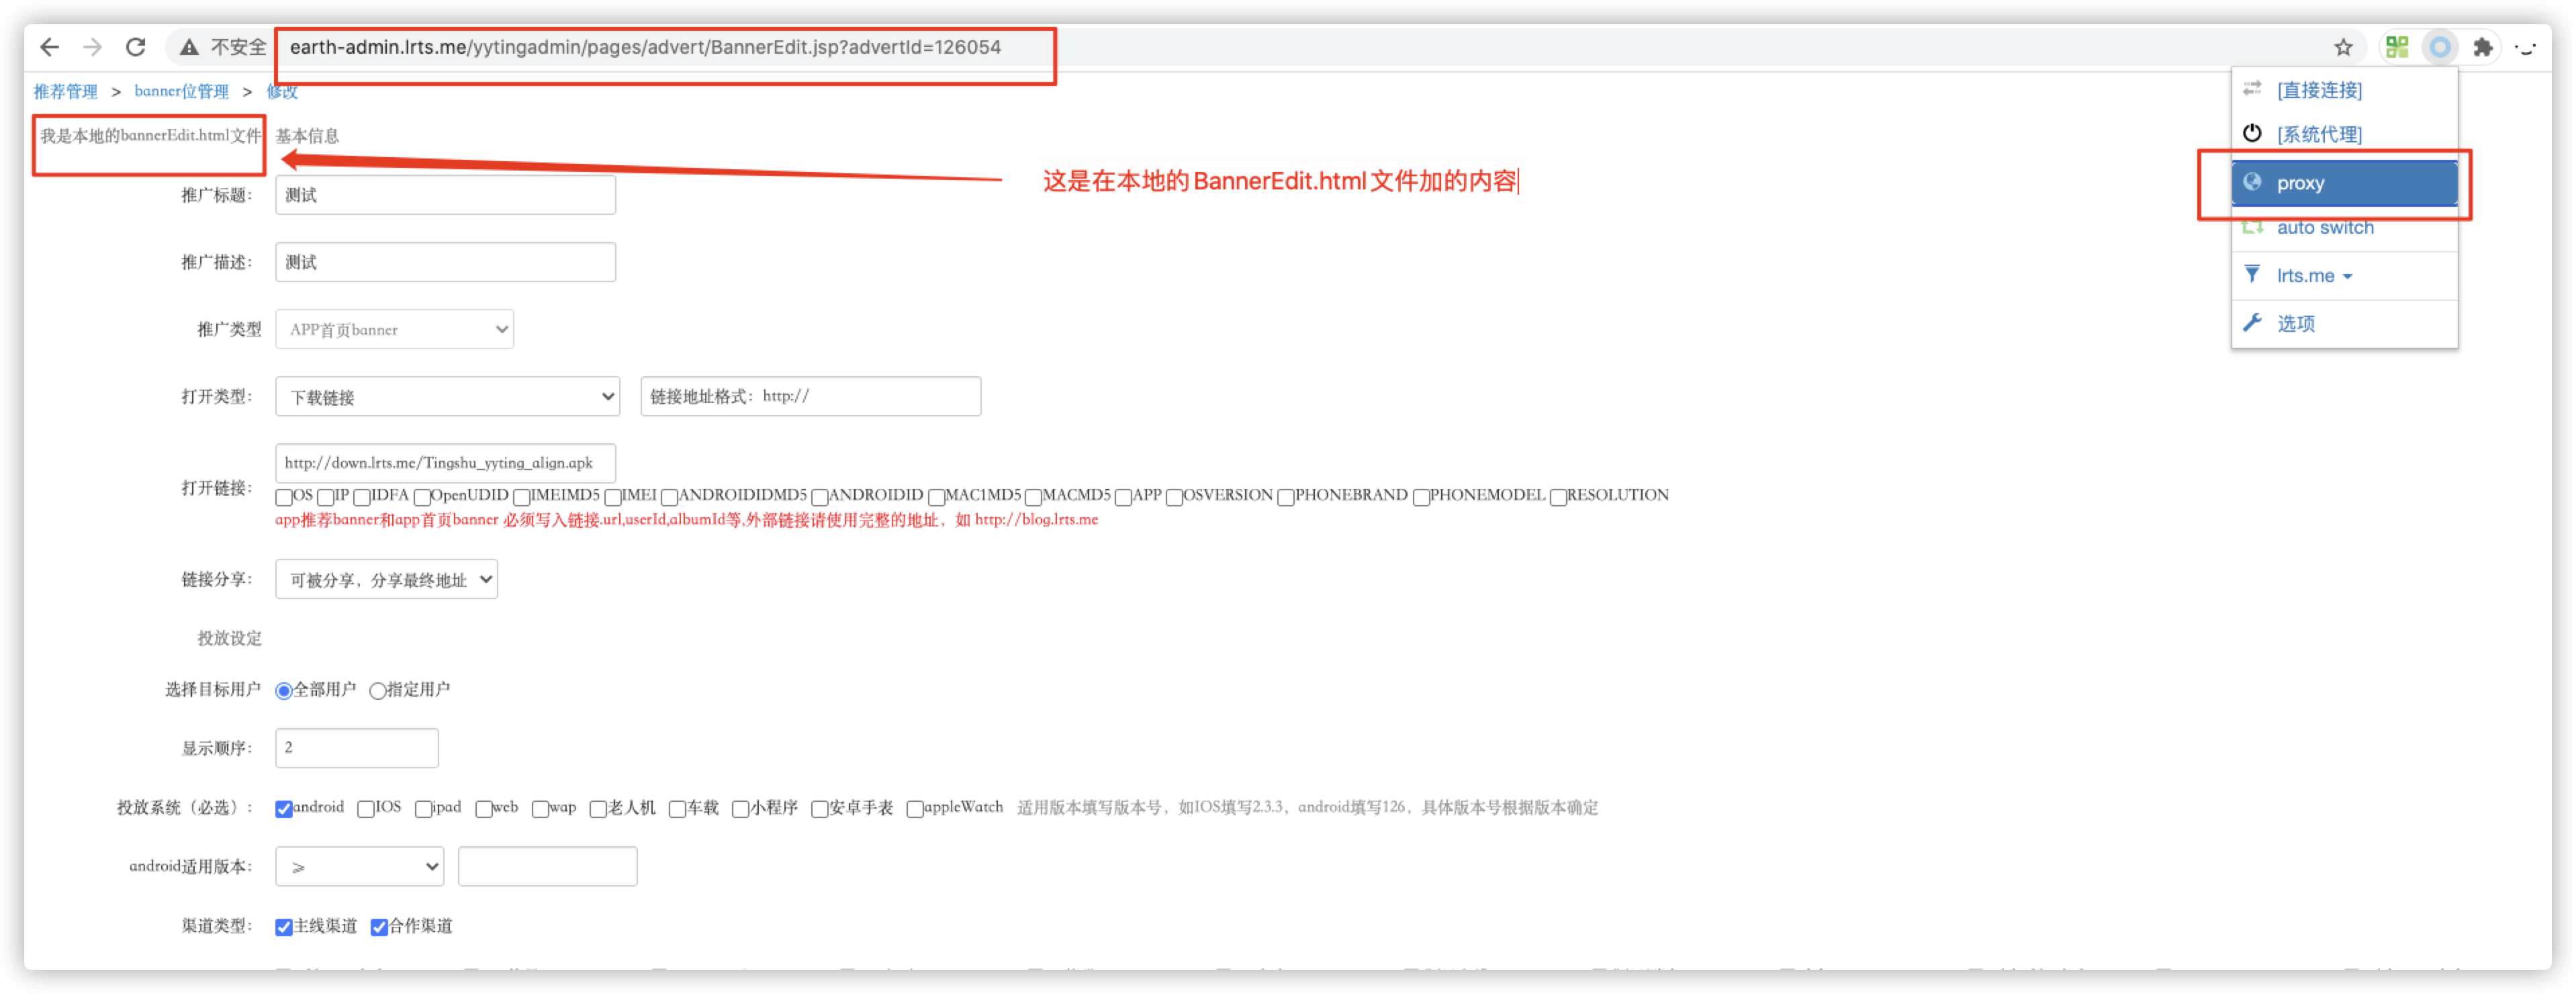 不安全 earth-admin.lrts.me/yytingadmin/pages/advert/BannerEdit.jsp?advertId=126054
推荐管理 > banner位管理 > 修改
[直接连接]
[系统代理]
proxy
auto switch
lrts.me
选项
我是本地的bannerEdit.html文件 基本信息
这是在本地的 BannerEdit.html 文件加的内容
推广标题： 测试
推广描述： 测试
推广类型 APP首页banner
打开类型： 下载链接 链接地址格式：http://
http://down.lrts.me/Tingshu_yyting_align.apk
打开链接：
OS IP IDFA OpenUDID IMEIMD5 IMEI ANDROIDIDMD5 ANDROIDID MAC1MD5 MACMD5 APP OSVERSION PHONEBRAND PHONEMODEL RESOLUTION
app推荐banner和app首页banner 必须写入链接.url,userId,albumId等,外部链接请使用完整的地址，如 http://blog.lrts.me
链接分享： 可被分享，分享最终地址
投放设定
选择目标用户 全部用户 指定用户
显示顺序： 2
投放系统（必选）： android IOS ipad web wap 老人机 车载 小程序 安卓手表 appleWatch 适用版本填写版本号，如IOS填写2.3.3，android填写126，具体版本号根据版本确定
android适用版本： ≥
渠道类型： 主线渠道 合作渠道